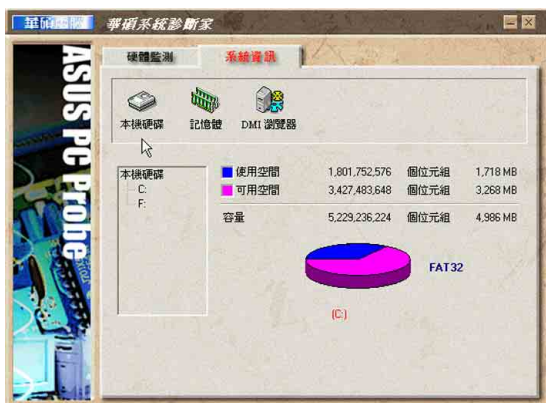 華碩系統診斷家
ASUS PC Probe
硬體監測
系統資訊
本機硬碟
記憶體
DMI 瀏覽器
本機硬碟
C:
F:
使用空間 1,801,752,576 個位元組 1,718 MB
可用空間 3,427,483,648 個位元組 3,268 MB
容量 5,229,236,224 個位元組 4,986 MB
FAT32
(C:)